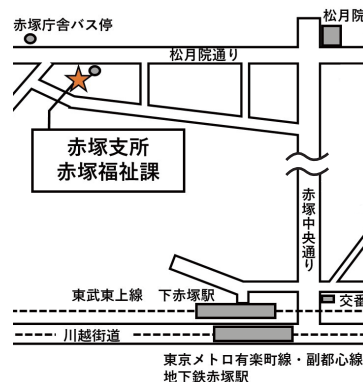 赤塚庁舎バス停
松月院
松月院通り
赤塚支所
赤塚福祉課
赤塚中央通り
東武東上線 下赤塚駅
交番
川越街道
東京メトロ有楽町線・副都心線
地下鉄赤塚駅